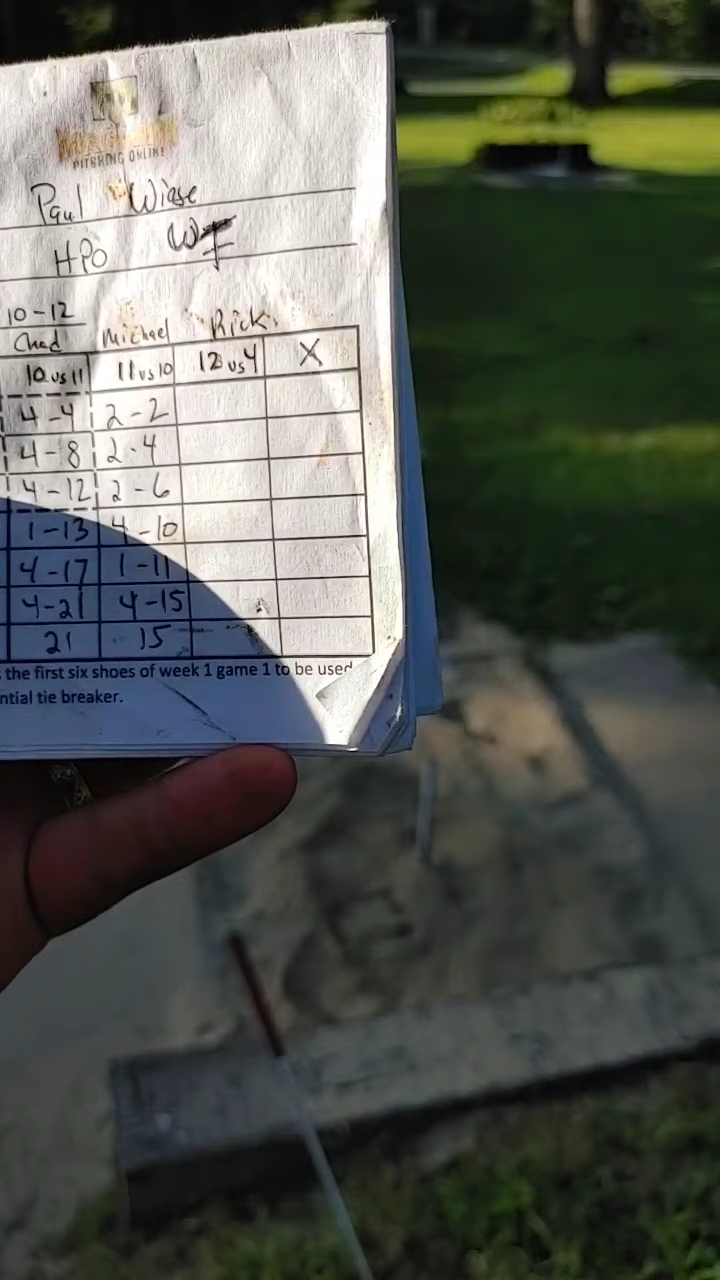 PITCHING ONLINE
Paul Wiese
HPO
10-12
Chad Michael Rick
10 vs 11 11 vs 10 12 vs 4 X
4-4 2-2
4-8 2-4
4-12 2-6
1-13 4-10
4-17 1-11
4-21 4-15
21 15
the first six shoes of week 1 game 1 to be used
ntial tie breaker.